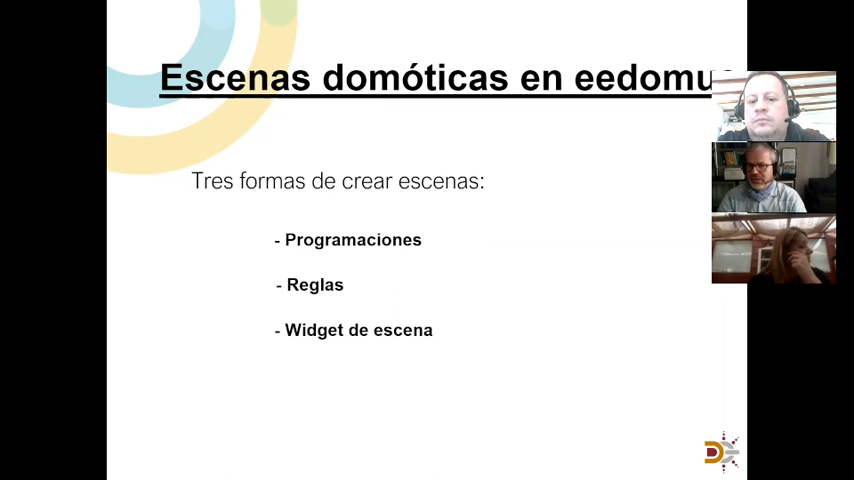 Escenas domóticas en eedomu
Tres formas de crear escenas:
- Programaciones
- Reglas
- Widget de escena